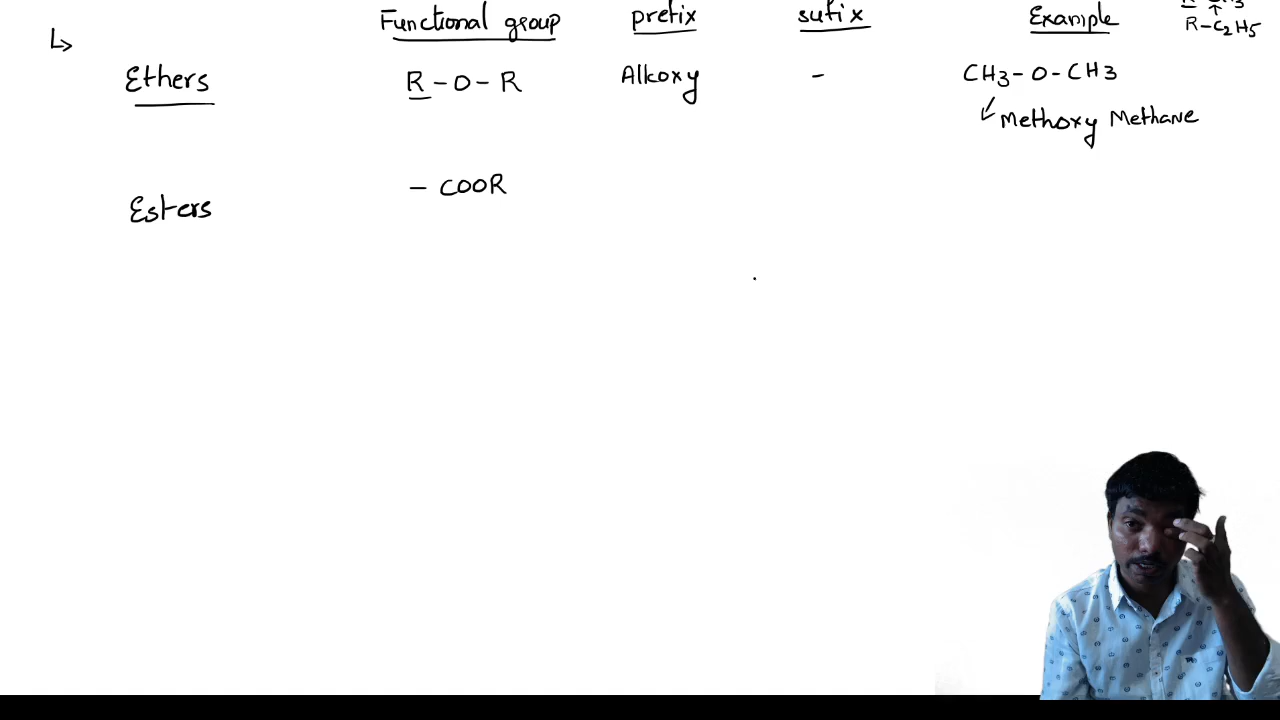 Functional group prefix sufix Example
R-C2H5
Ethers R-O-R Alkoxy - CH3-O-CH3
Methoxy Methane
Esters -COOR